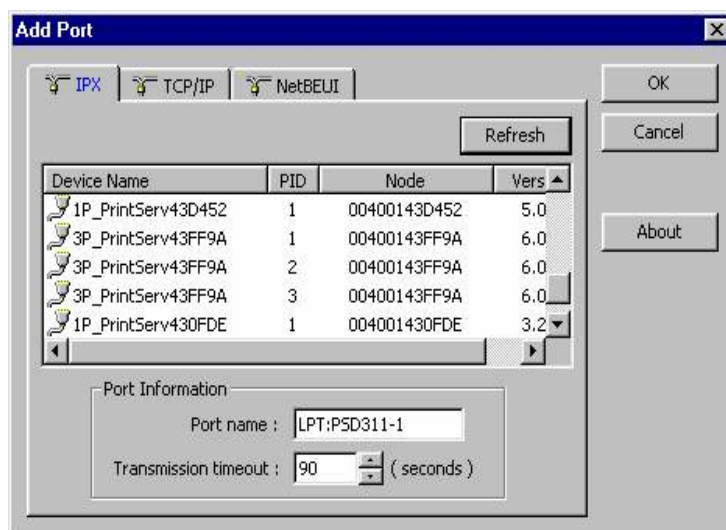 Add Port
IPX TCP/IP NetBEUI
OK
Refresh
Cancel
Device Name PID Node Vers
1P_PrintServ43D452 1 00400143D452 5.0
3P_PrintServ43FF9A 1 00400143FF9A 6.0
About
3P_PrintServ43FF9A 2 00400143FF9A 6.0
3P_PrintServ43FF9A 3 00400143FF9A 6.0
1P_PrintServ430FDE 1 004001430FDE 3.2
Port Information
Port name : LPT:PSD311-1
Transmission timeout : 90 ( seconds )